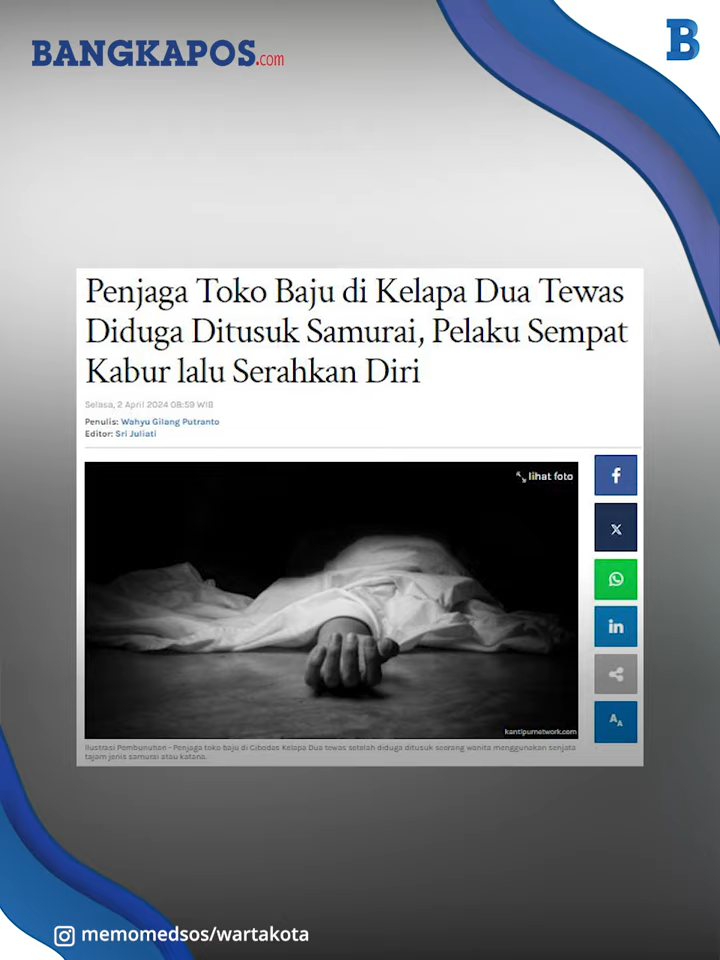 BANGKAPOS.com
B
Penjaga Toko Baju di Kelapa Dua Tewas
Diduga Ditusuk Samurai, Pelaku Sempat
Kabur lalu Serahkan Diri
Selasa, 2 April 2024 08:59 WIB
Penulis: Wahyu Gilang Putranto
Editor: Sri Juliati
lihat foto
kantipurnetwork.com
Ilustrasi Pembunuhan - Penjaga toko baju di Cibodas Kelapa Dua tewas setelah diduga ditusuk seorang wanita menggunakan senjata
tajam jenis samurai atau katana.
memomedsos/wartakota